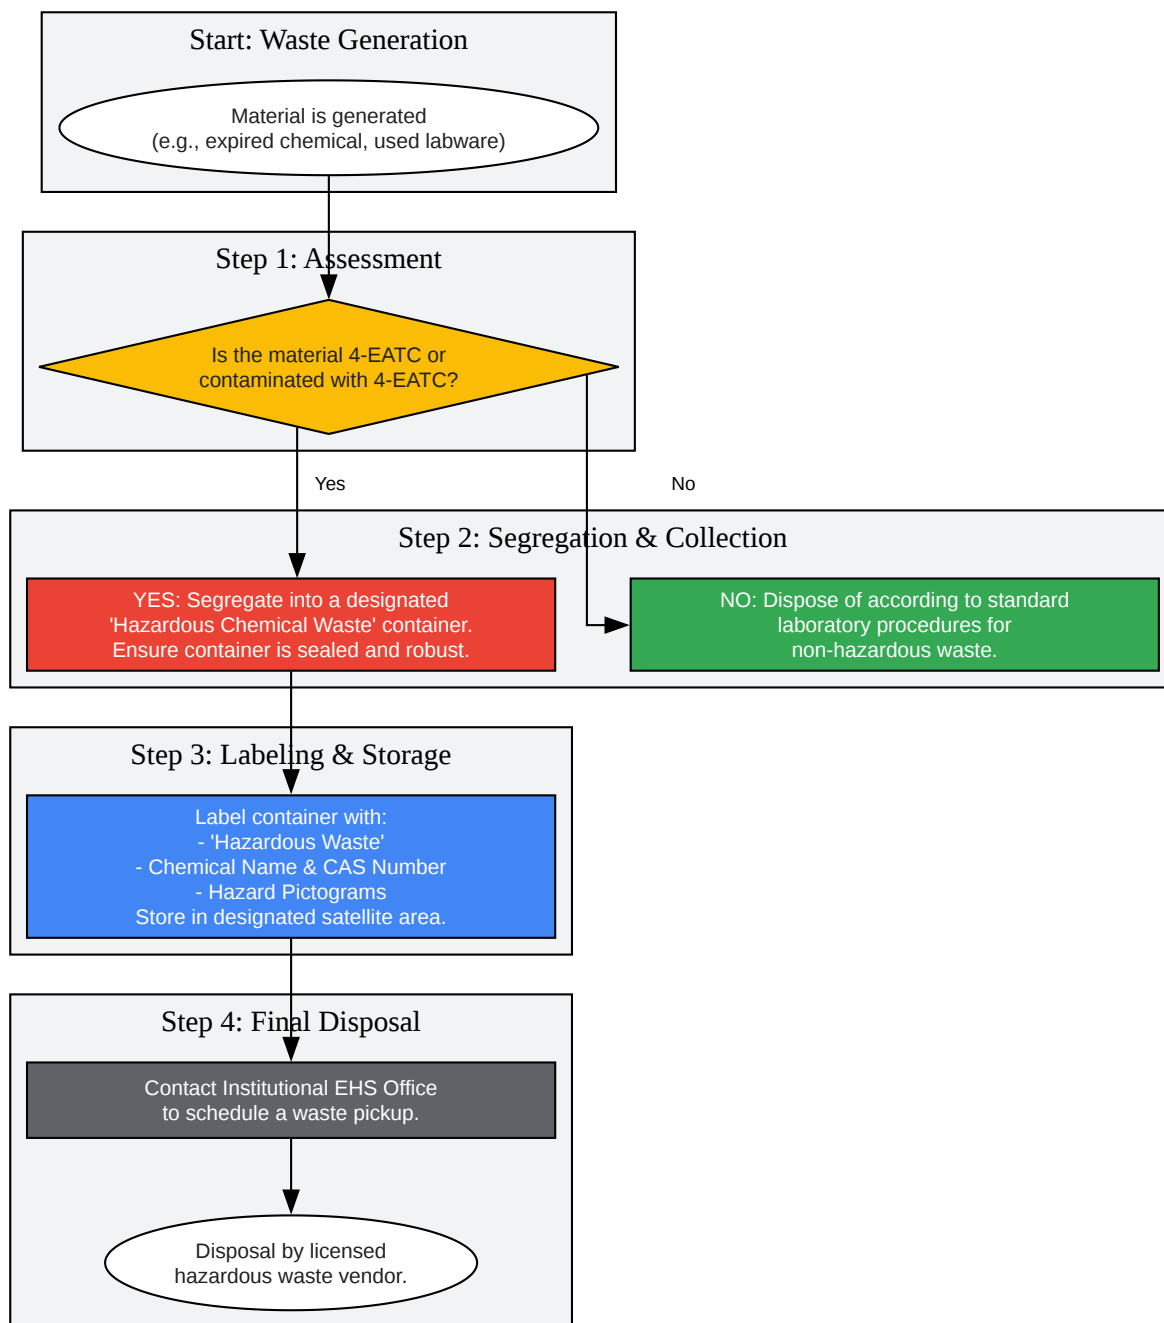 Start: Waste Generation
Material is generated
(e.g., expired chemical, used labware)
Step 1: Assessment
Is the material 4-EATC or
contaminated with 4-EATC?
Yes
No
Step 2: Segregation & Collection
YES: Segregate into a designated
'Hazardous Chemical Waste' container.
Ensure container is sealed and robust.
NO: Dispose of according to standard
laboratory procedures for
non-hazardous waste.
Step 3: Labeling & Storage
Label container with:
- 'Hazardous Waste'
- Chemical Name & CAS Number
- Hazard Pictograms
Store in designated satellite area.
Step 4: Final Disposal
Contact Institutional EHS Office
to schedule a waste pickup.
Disposal by licensed
hazardous waste vendor.